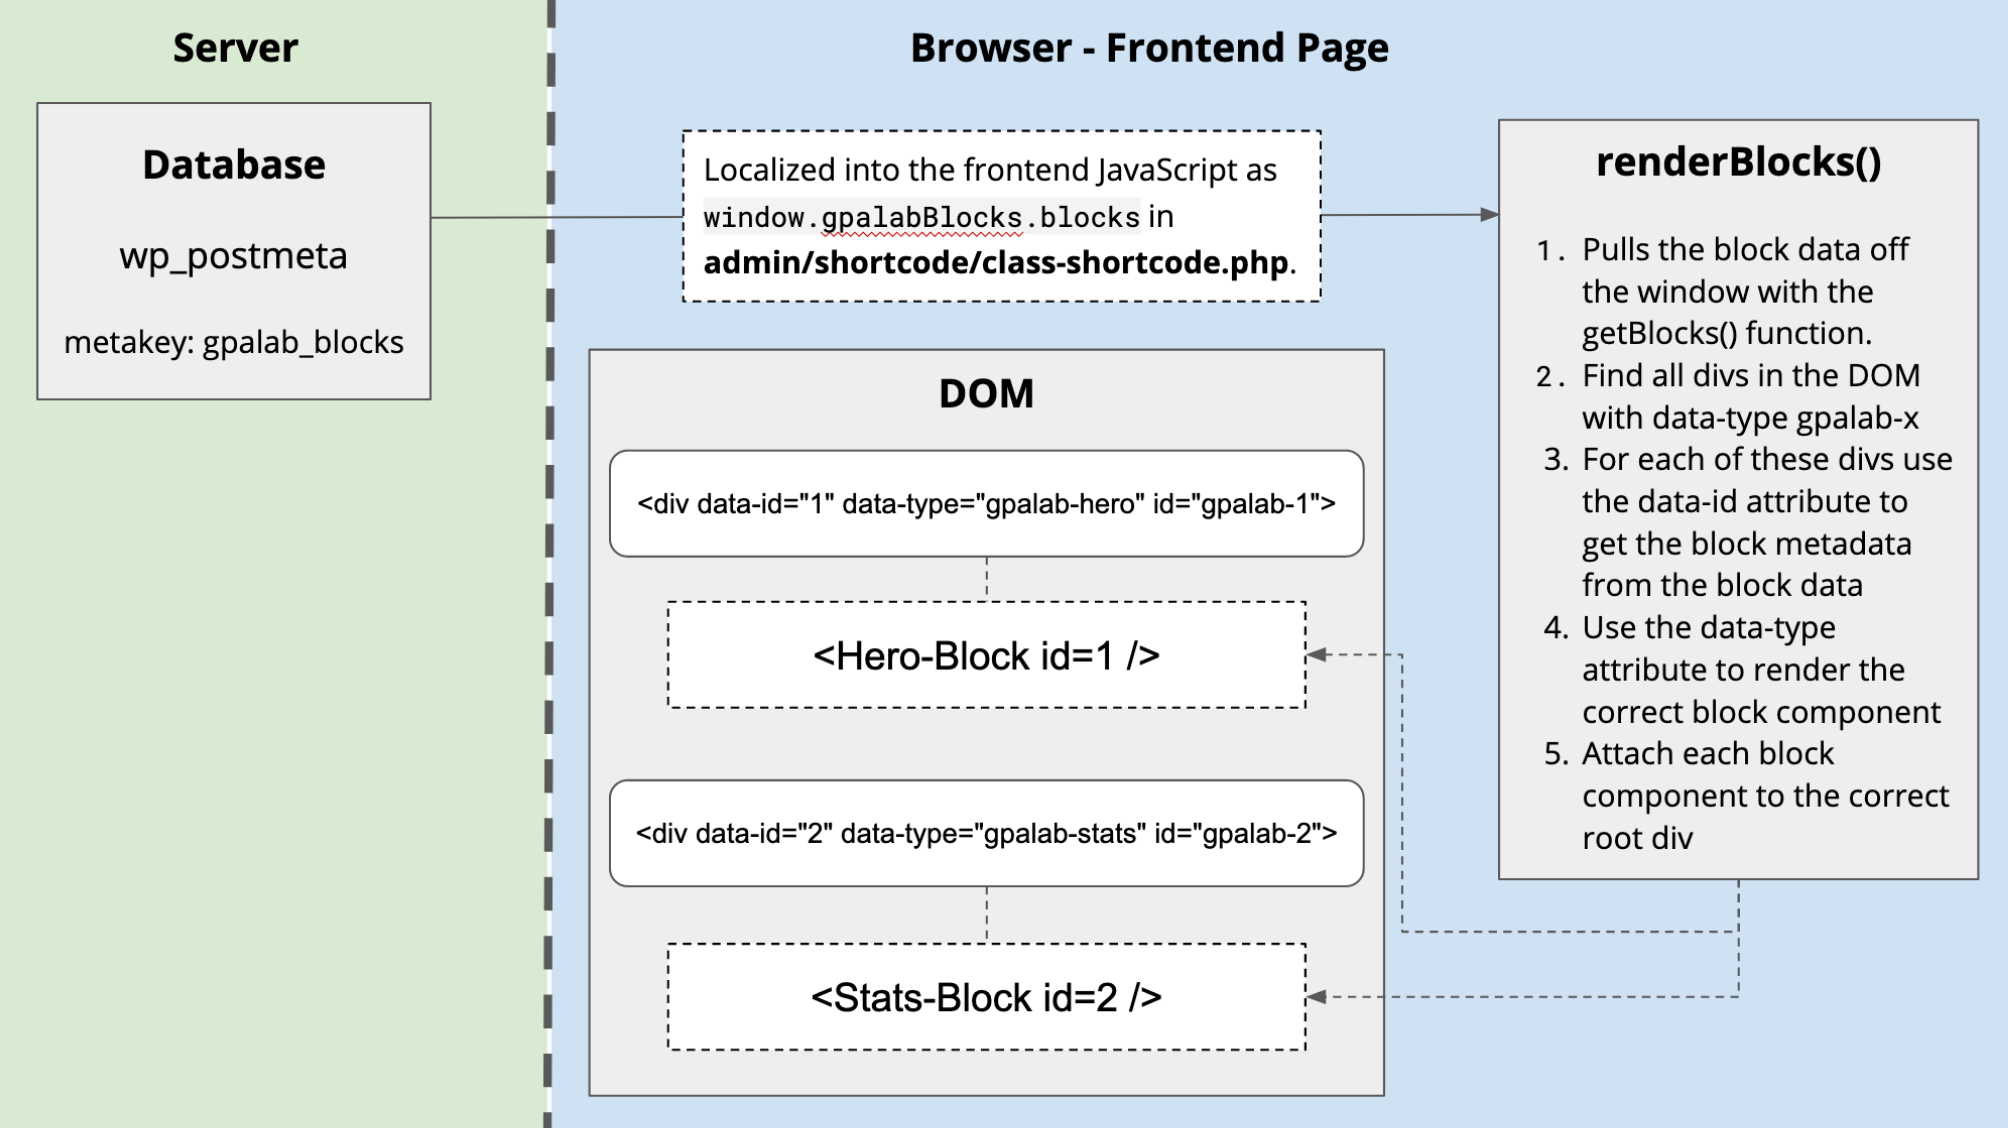 Server
Browser - Frontend Page
Database
wp_postmeta
metakey: gpalab_blocks
Localized into the frontend JavaScript as
window.gpalabBlocks.blocks in
admin/shortcode/class-shortcode.php.
DOM
<div data-id="1" data-type="gpalab-hero" id="gpalab-1">
<Hero-Block id=1 />
<div data-id="2" data-type="gpalab-stats" id="gpalab-2">
<Stats-Block id=2 />
renderBlocks()
1. Pulls the block data off
the window with the
getBlocks() function.
2. Find all divs in the DOM
with data-type gpalab-x
3. For each of these divs use
the data-id attribute to
get the block metadata
from the block data
4. Use the data-type
attribute to render the
correct block component
5. Attach each block
component to the correct
root div